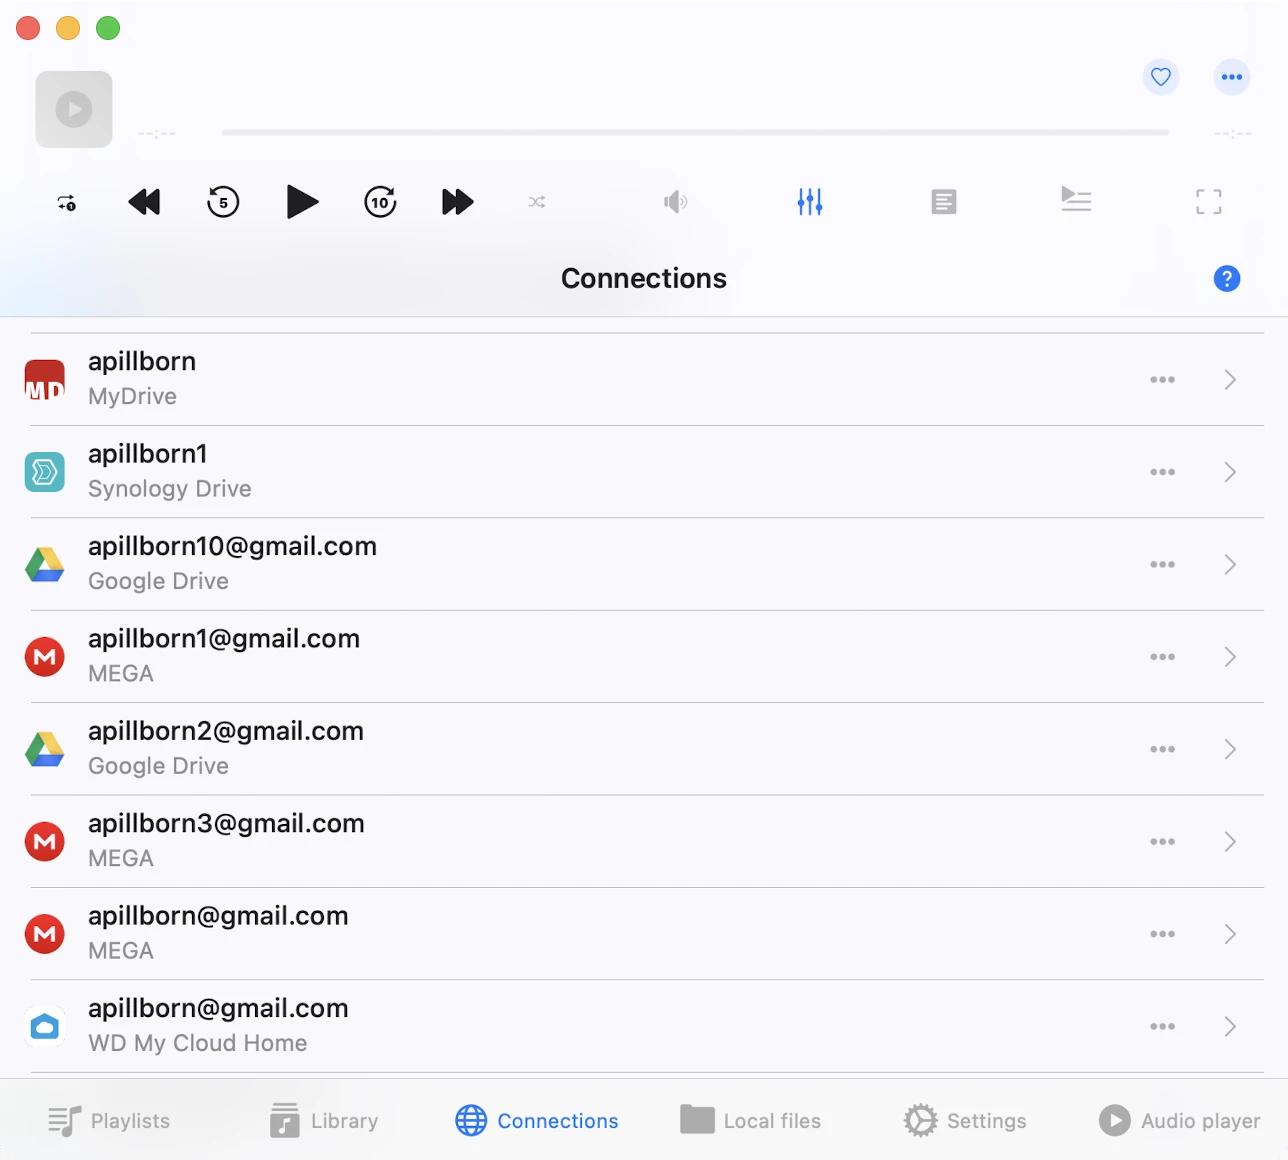 --:--
--:--
1
5
10
Connections
?
MD
apillborn
MyDrive
apillborn1
Synology Drive
apillborn10@gmail.com
Google Drive
M
apillborn1@gmail.com
MEGA
apillborn2@gmail.com
Google Drive
M
apillborn3@gmail.com
MEGA
M
apillborn@gmail.com
MEGA
apillborn@gmail.com
WD My Cloud Home
Playlists
Library
Connections
Local files
Settings
Audio player